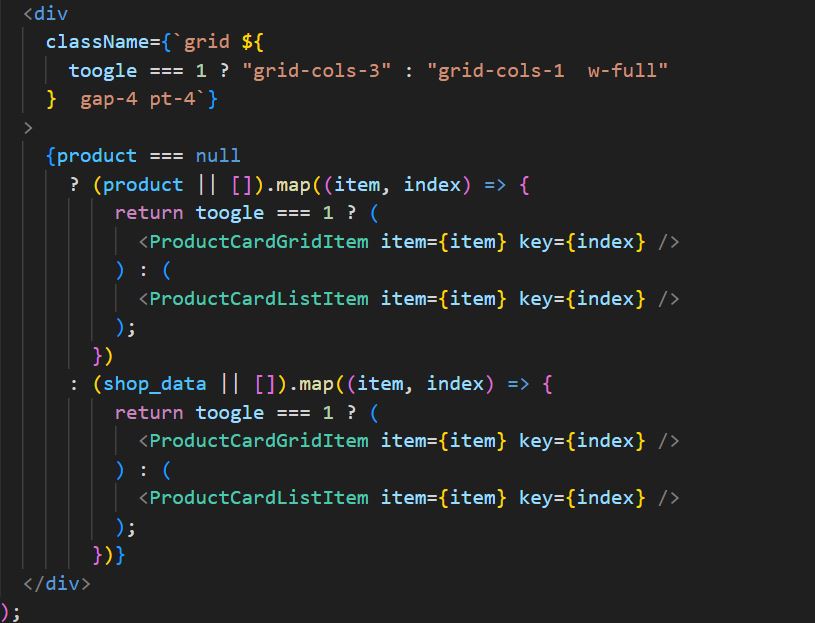 <div
className={`grid ${
toogle === 1 ? "grid-cols-3" : "grid-cols-1  w-full"
}  gap-4 pt-4`}
>
{product === null
? (product || []).map((item, index) => {
return toogle === 1 ? (
<ProductCardGridItem item={item} key={index} />
) : (
<ProductCardListItem item={item} key={index} />
);
})
: (shop_data || []).map((item, index) => {
return toogle === 1 ? (
<ProductCardGridItem item={item} key={index} />
) : (
<ProductCardListItem item={item} key={index} />
);
})}
</div>
);